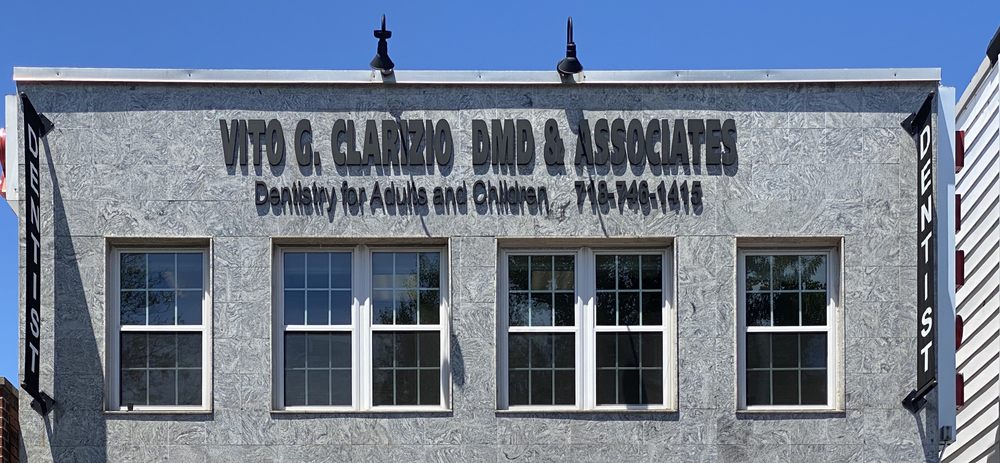 VITO G. CLARIZIO DMD & ASSOCIATES
Dentistry for Adults and Children 718-746-1415
DENTIST
DENTIST